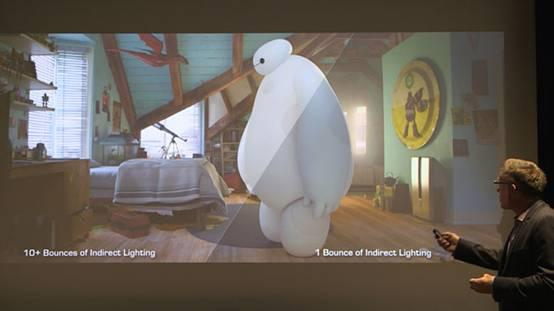 10+ Bounces of Indirect Lighting
1 Bounce of Indirect Lighting